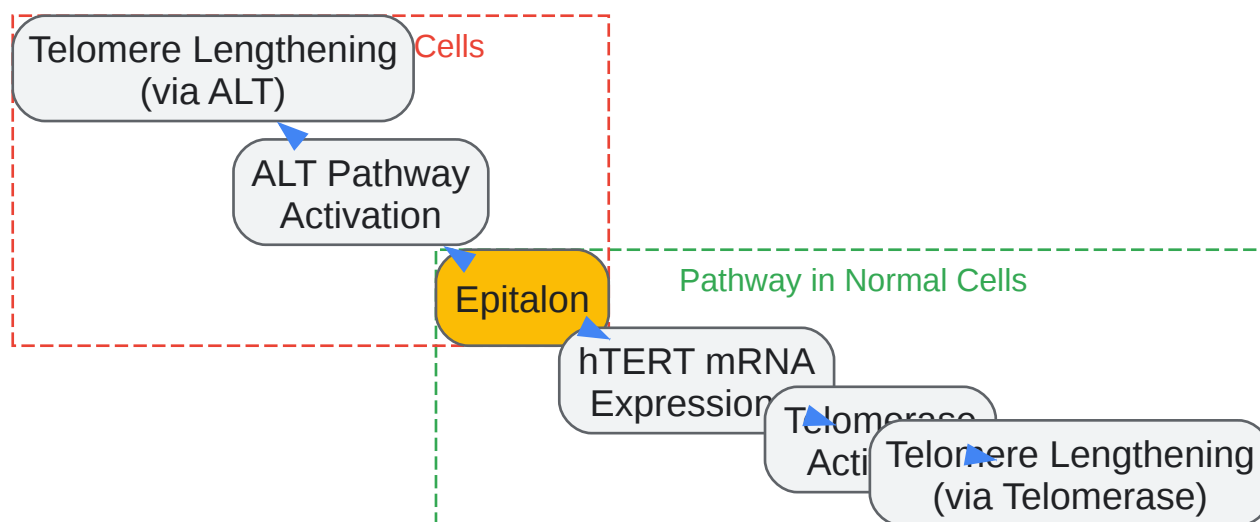 Telomere Lengthening
(via ALT)
Cells
ALT Pathway
Activation
Epitalon
Pathway in Normal Cells
hTERT mRNA
Expression
Telomerase
Telomere Lengthening
(via Telomerase)